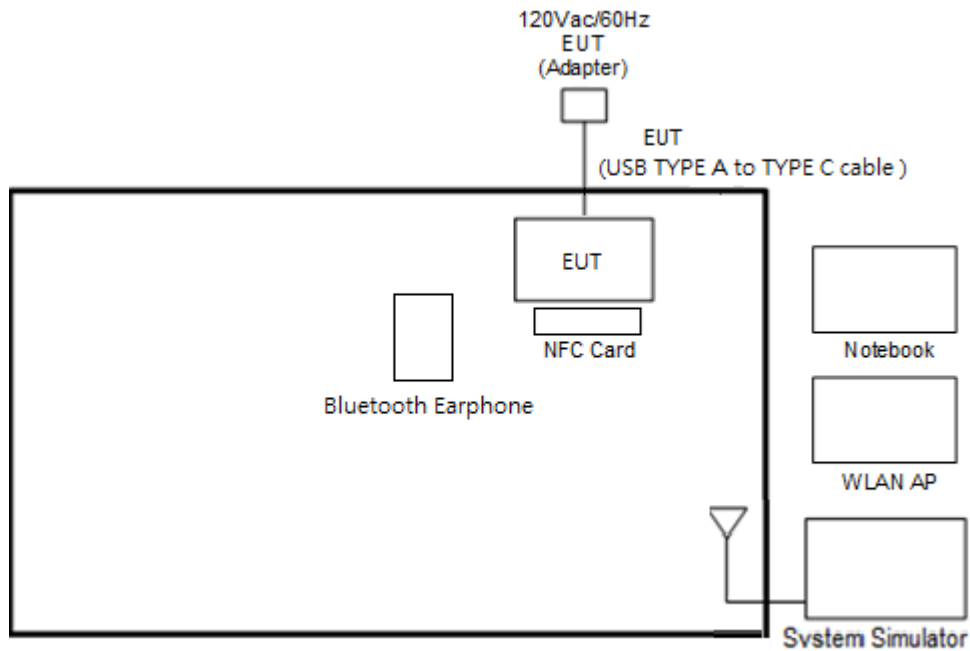 120Vac/60Hz
EUT
(Adapter)
EUT
(USB TYPE A to TYPE C cable )
EUT
NFC Card
Bluetooth Earphone
Notebook
WLAN AP
System Simulator